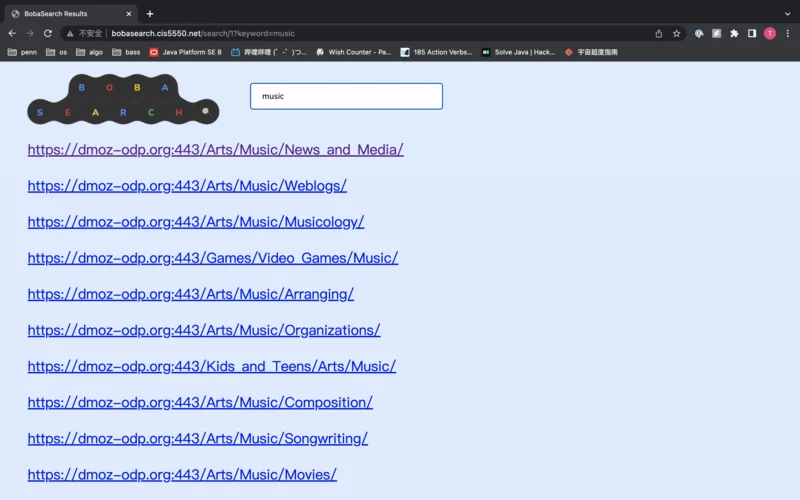 BobaSearch Results
不安全 | bobasearch.cis5550.net/search/1?keyword=music
T
penn os algo bass Java Platform SE 8 哔哩哔哩 (゜-゜)つ... Wish Counter - Pa... 185 Action Verbs... Solve Java | Hack... 宇宙超度指南
BOBA
SEARCH
music
https://dmoz-odp.org:443/Arts/Music/News_and_Media/
https://dmoz-odp.org:443/Arts/Music/Weblogs/
https://dmoz-odp.org:443/Arts/Music/Musicology/
https://dmoz-odp.org:443/Games/Video_Games/Music/
https://dmoz-odp.org:443/Arts/Music/Arranging/
https://dmoz-odp.org:443/Arts/Music/Organizations/
https://dmoz-odp.org:443/Kids_and_Teens/Arts/Music/
https://dmoz-odp.org:443/Arts/Music/Composition/
https://dmoz-odp.org:443/Arts/Music/Songwriting/
https://dmoz-odp.org:443/Arts/Music/Movies/